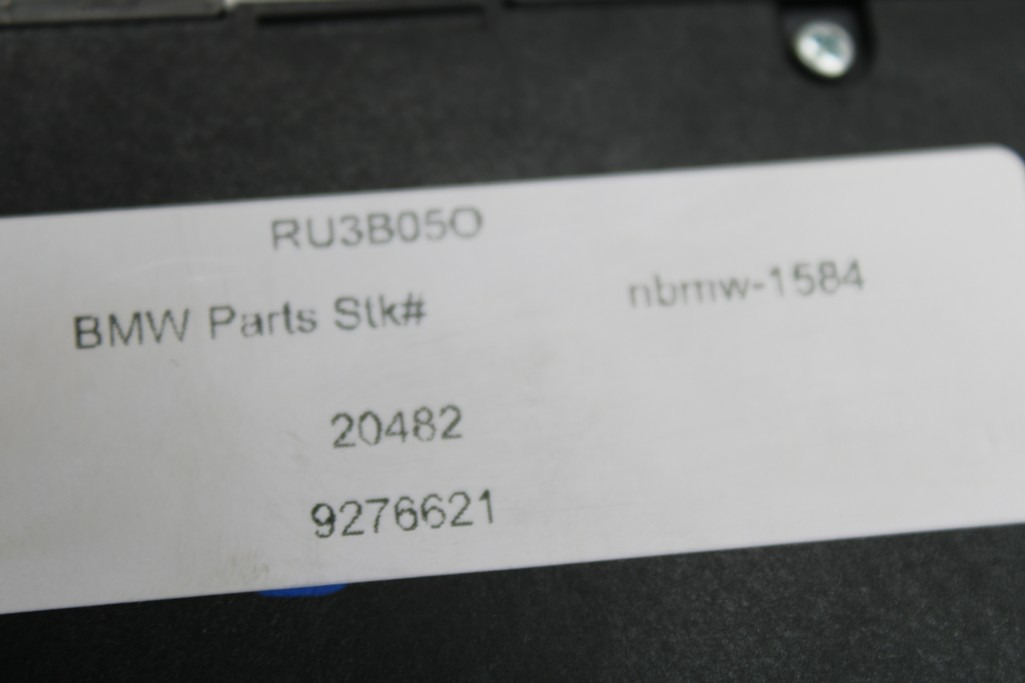 RU3B05O
BMW Parts Stk# nbmw-1584
20482
9276621